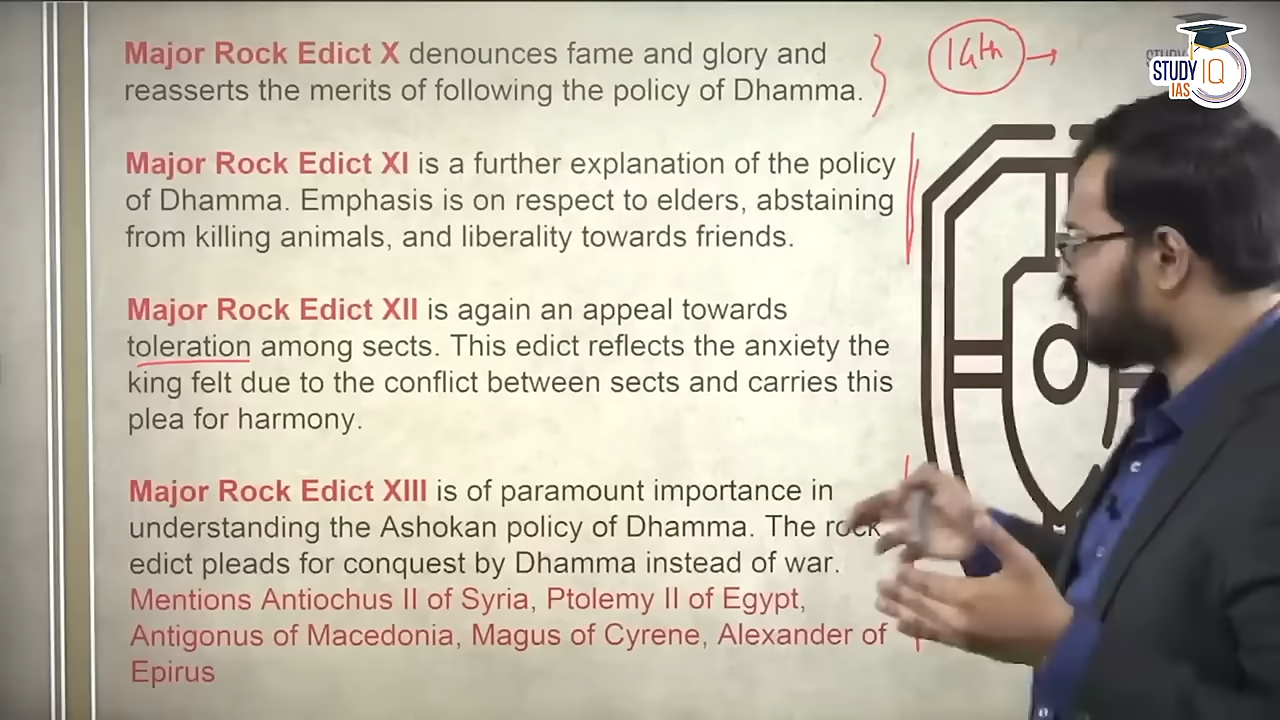 Major Rock Edict X denounces fame and glory and
reasserts the merits of following the policy of Dhamma.
14th
STUDY IQ
IAS
Major Rock Edict XI is a further explanation of the policy
of Dhamma. Emphasis is on respect to elders, abstaining
from killing animals, and liberality towards friends.
Major Rock Edict XII is again an appeal towards
toleration among sects. This edict reflects the anxiety the
king felt due to the conflict between sects and carries this
plea for harmony.
Major Rock Edict XIII is of paramount importance in
understanding the Ashokan policy of Dhamma. The rock
edict pleads for conquest by Dhamma instead of war.
Mentions Antiochus II of Syria, Ptolemy II of Egypt,
Antigonus of Macedonia, Magus of Cyrene, Alexander of
Epirus